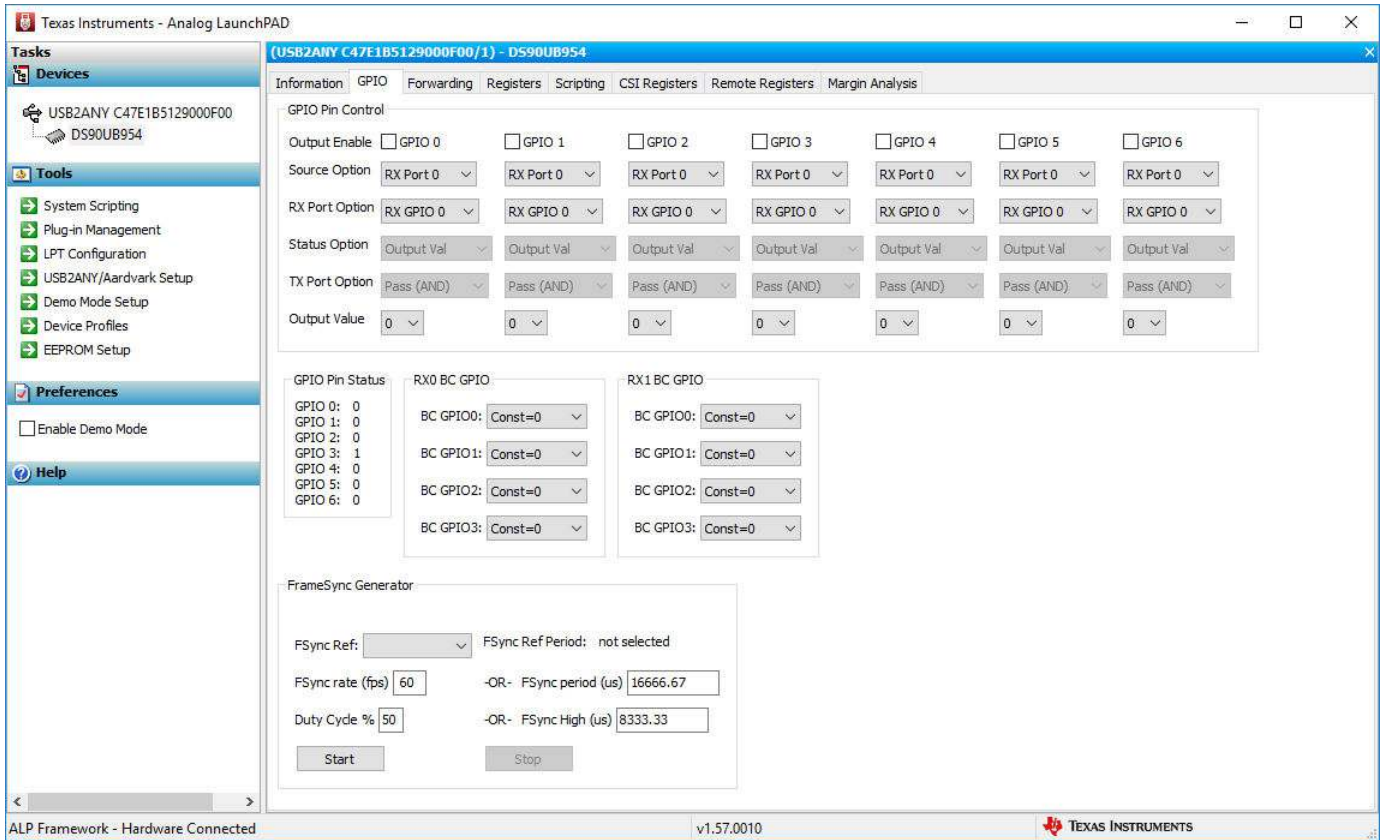 Texas Instruments - Analog LaunchPAD
Tasks
Devices
USB2ANY C47E1B5129000F00
DS90UB954
Tools
System Scripting
Plug-in Management
LPT Configuration
USB2ANY/Aardvark Setup
Demo Mode Setup
Device Profiles
EEPROM Setup
Preferences
Enable Demo Mode
Help
(USB2ANY C47E1B5129000F00/1) - DS90UB954
Information GPIO Forwarding Registers Scripting CSI Registers Remote Registers Margin Analysis
GPIO Pin Control
Output Enable GPIO 0 GPIO 1 GPIO 2 GPIO 3 GPIO 4 GPIO 5 GPIO 6
Source Option RX Port 0 RX Port 0 RX Port 0 RX Port 0 RX Port 0 RX Port 0 RX Port 0
RX Port Option RX GPIO 0 RX GPIO 0 RX GPIO 0 RX GPIO 0 RX GPIO 0 RX GPIO 0 RX GPIO 0
Status Option Output Val Output Val Output Val Output Val Output Val Output Val Output Val
TX Port Option Pass (AND) Pass (AND) Pass (AND) Pass (AND) Pass (AND) Pass (AND) Pass (AND)
Output Value 0 0 0 0 0 0 0
GPIO Pin Status
GPIO 0: 0
GPIO 1: 0
GPIO 2: 0
GPIO 3: 1
GPIO 4: 0
GPIO 5: 0
GPIO 6: 0
RX0 BC GPIO
BC GPIO0: Const=0
BC GPIO1: Const=0
BC GPIO2: Const=0
BC GPIO3: Const=0
RX1 BC GPIO
BC GPIO0: Const=0
BC GPIO1: Const=0
BC GPIO2: Const=0
BC GPIO3: Const=0
FrameSync Generator
FSync Ref: FSync Ref Period: not selected
FSync rate (fps) 60 -OR- FSync period (us) 16666.67
Duty Cycle % 50 -OR- FSync High (us) 8333.33
Start Stop
ALP Framework - Hardware Connected v1.57.0010 TEXAS INSTRUMENTS